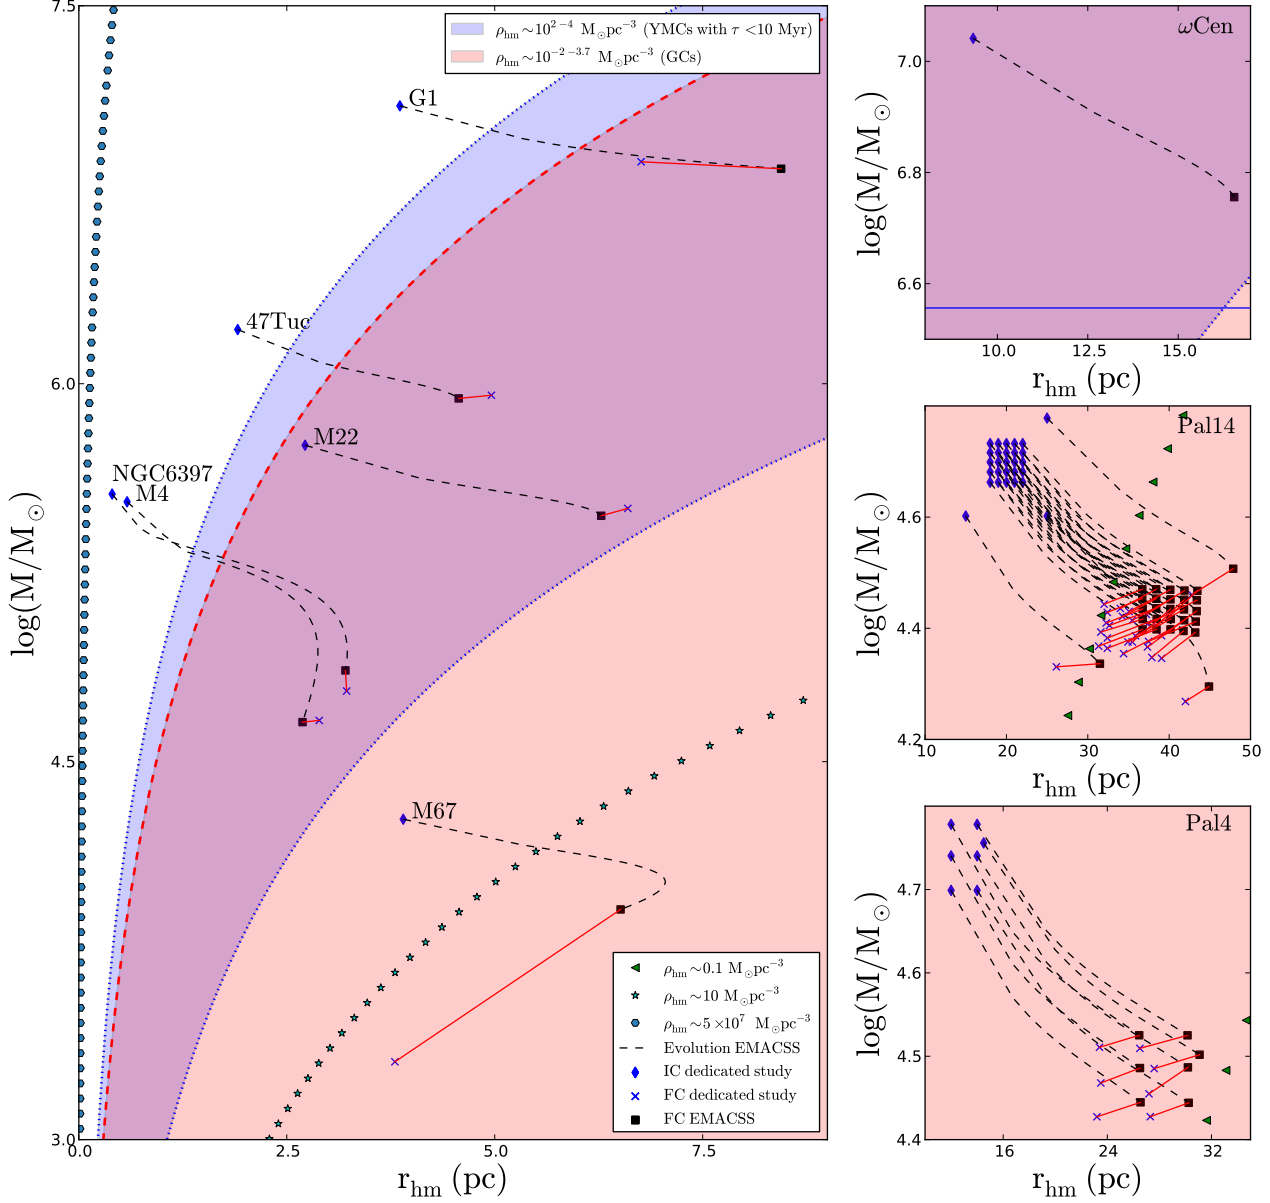 ρhm ∼10^2−4 M⊙pc^−3 (YMCs with τ <10 Myr)
ρhm ∼10^−2−3.7 M⊙pc^−3 (GCs)
G1
47Tuc
M22
NGC6397
M4
M67
ρhm ∼0.1 M⊙pc^−3
ρhm ∼10 M⊙pc^−3
ρhm ∼5×10^7 M⊙pc^−3
Evolution EMACSS
IC dedicated study
FC dedicated study
FC EMACSS
7.5
6.0
4.5
3.0
log(M/M⊙)
0.0 2.5 5.0 7.5
rhm (pc)
ωCen
7.0
6.8
6.6
log(M/M⊙)
10.0 12.5 15.0
rhm (pc)
Pal14
4.6
4.4
4.2
log(M/M⊙)
10 20 30 40 50
rhm (pc)
Pal4
4.7
4.6
4.5
4.4
log(M/M⊙)
16 24 32
rhm (pc)